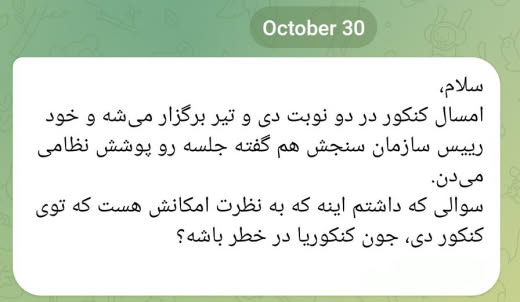 October 30
سلام،
امسال کنکور در دو نوبت دی و تیر برگزار می‌شه و خود
رییس سازمان سنجش هم گفته جلسه رو پوشش نظامی
می‌دن.
سوالی که داشتم اینه که به نظرت امکانش هست که توی
کنکور دی، جون کنکوریا در خطر باشه؟